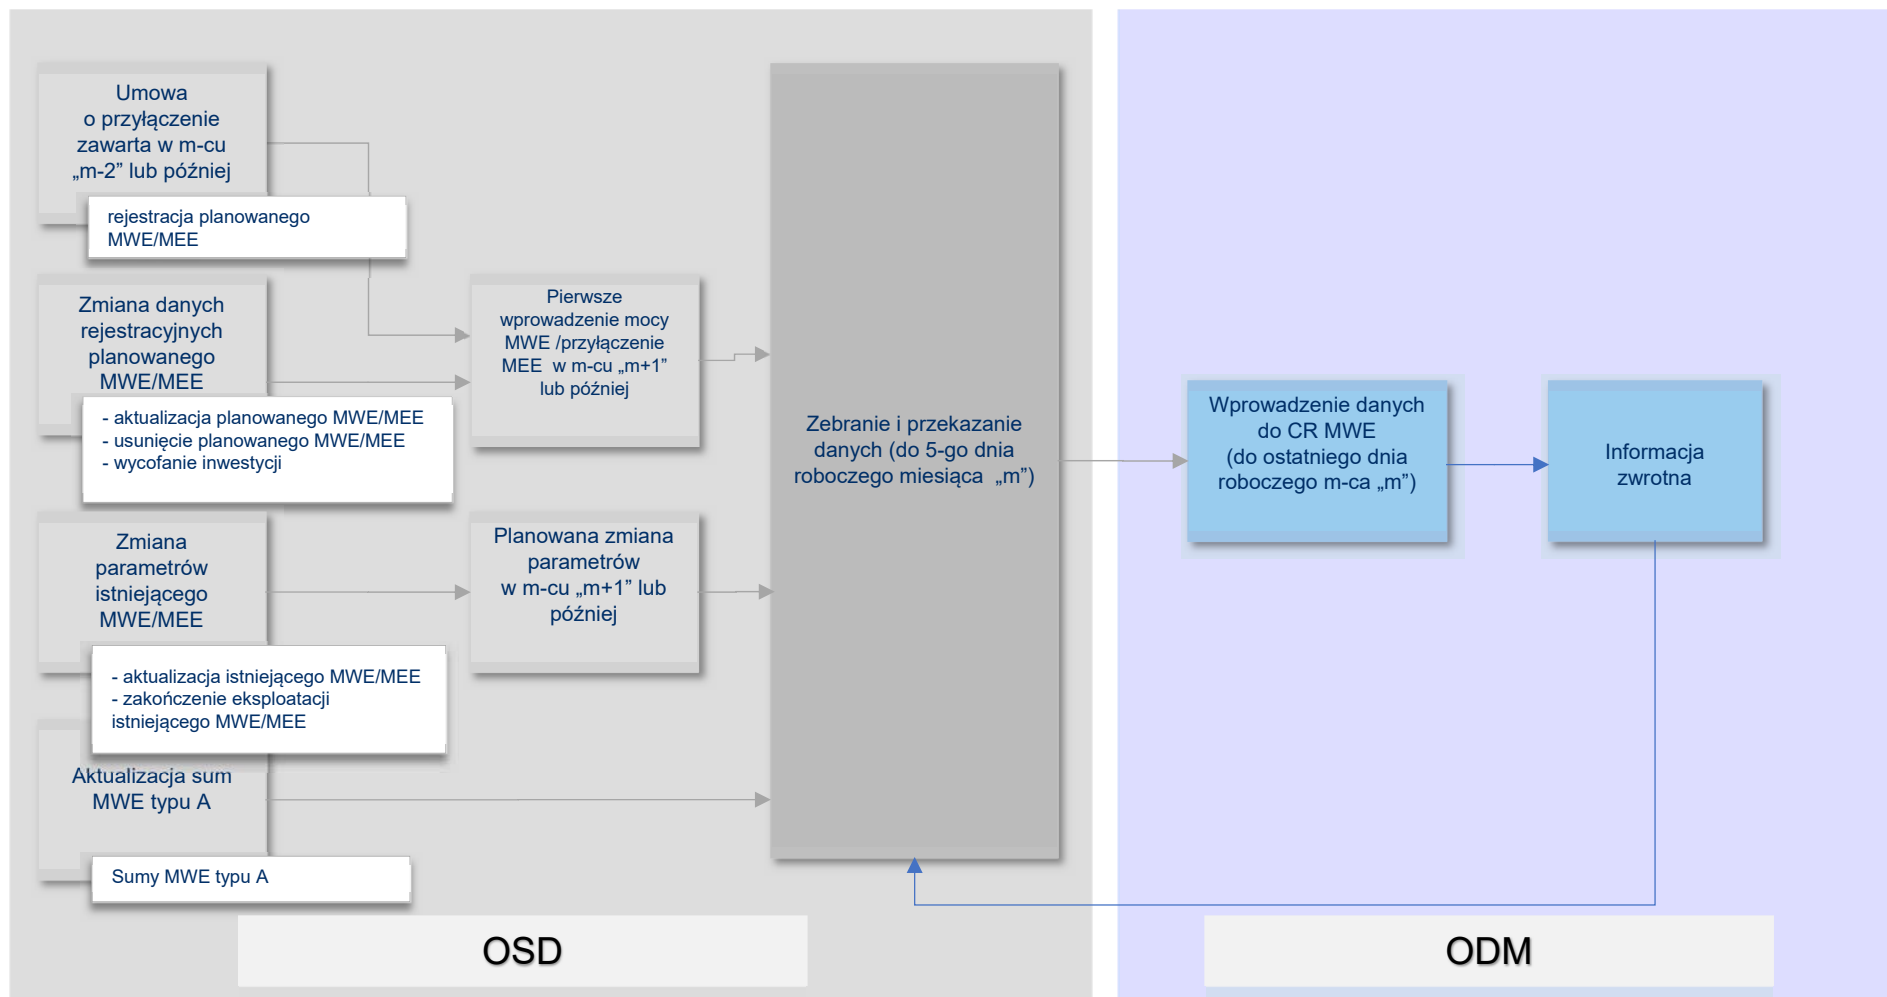 Umowa
o przyłączenie
zawarta w m-cu
„m-2” lub później
rejestracja planowanego
MWE/MEE
Zmiana danych
rejestracyjnych
planowanego
MWE/MEE
- aktualizacja planowanego MWE/MEE
- usunięcie planowanego MWE/MEE
- wycofanie inwestycji
Zmiana
parametrów
istniejącego
MWE/MEE
- aktualizacja istniejącego MWE/MEE
- zakończenie eksploatacji
istniejącego MWE/MEE
Aktualizacja sum
MWE typu A
Sumy MWE typu A
Pierwsze
wprowadzenie mocy
MWE /przyłączenie
MEE w m-cu „m+1”
lub później
Planowana zmiana
parametrów
w m-cu „m+1” lub
później
Zebranie i przekazanie
danych (do 5-go dnia
roboczego miesiąca „m”)
OSD
Wprowadzenie danych
do CR MWE
(do ostatniego dnia
roboczego m-ca „m”)
Informacja
zwrotna
ODM